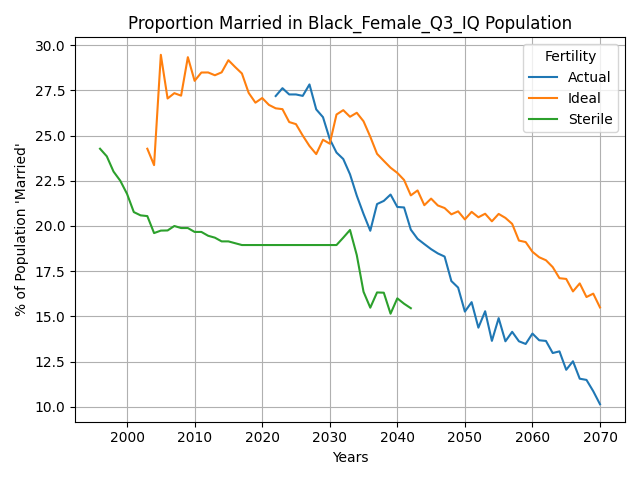 Proportion Married in Black_Female_Q3_IQ Population
% of Population 'Married'
30.0
27.5
25.0
22.5
20.0
17.5
15.0
12.5
10.0
Fertility
Actual
Ideal
Sterile
2000
2010
2020
2030
2040
2050
2060
2070
Years